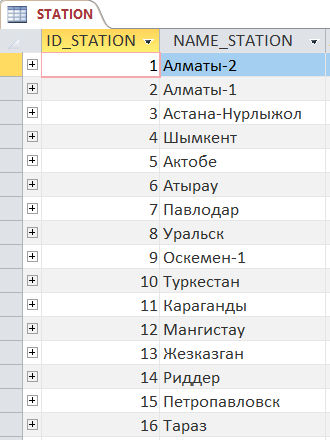 STATION
ID_STATION NAME_STATION
1 Алматы-2
2 Алматы-1
3 Астана-Нурлыжол
4 Шымкент
5 Актобе
6 Атырау
7 Павлодар
8 Уральск
9 Оскемен-1
10 Туркестан
11 Караганды
12 Мангистау
13 Жезказган
14 Риддер
15 Петропавловск
16 Тараз